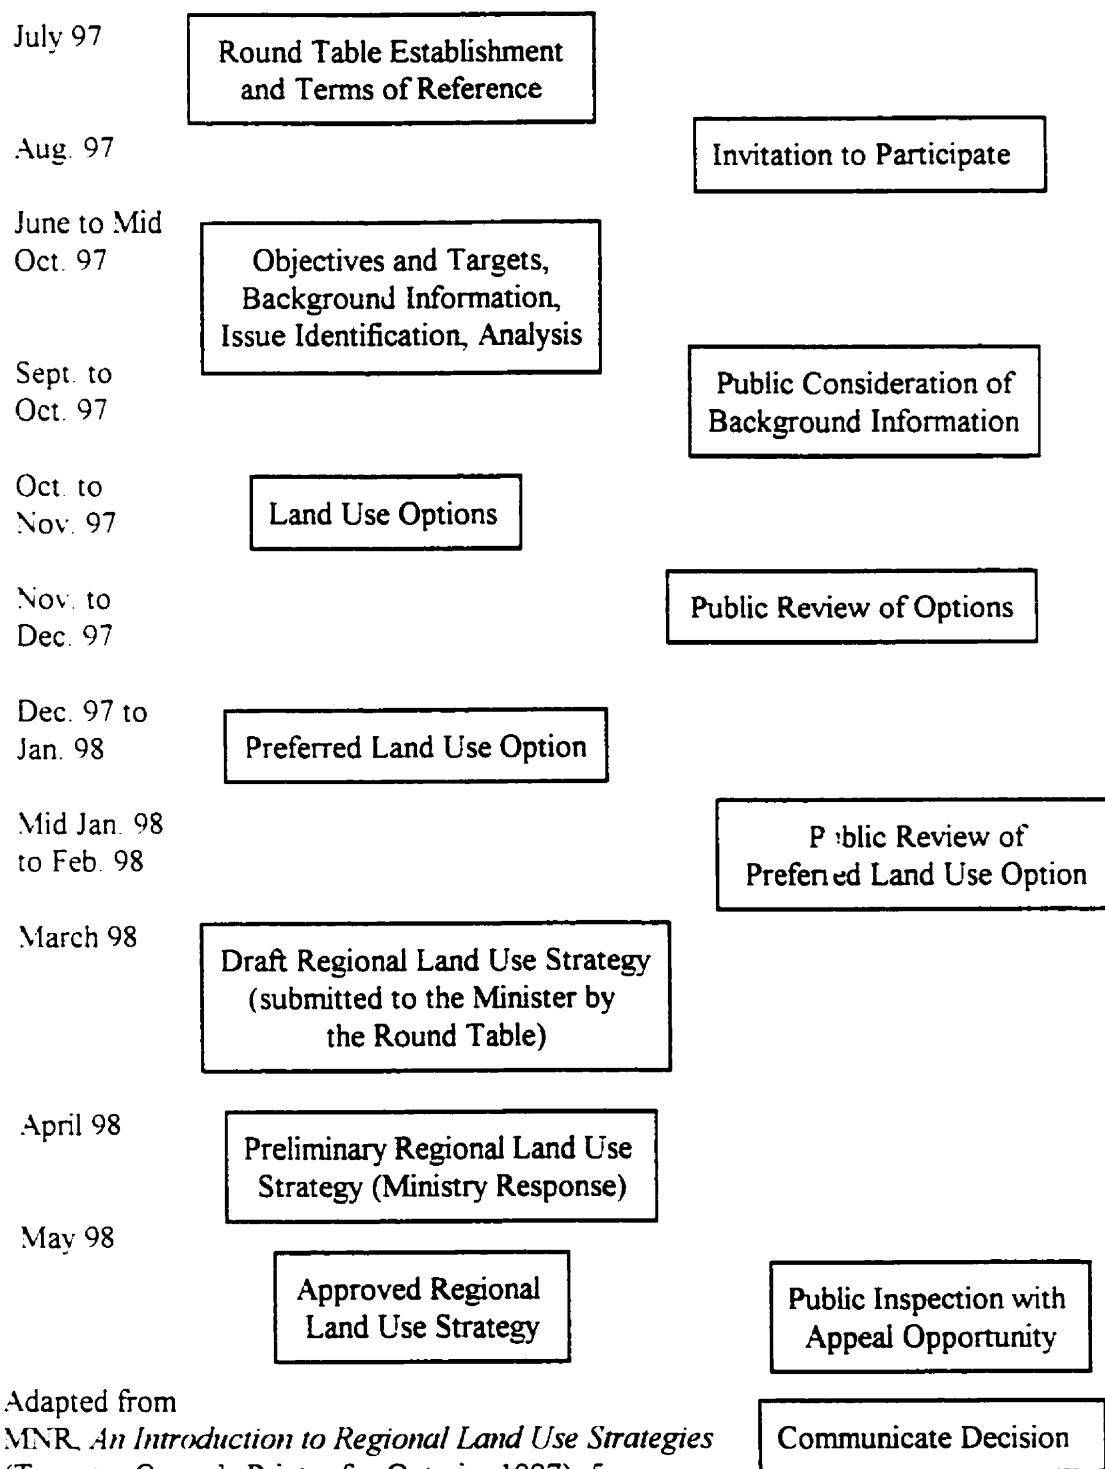 July 97
Round Table Establishment
and Terms of Reference
Aug. 97
Invitation to Participate
June to Mid
Oct. 97
Objectives and Targets,
Background Information,
Issue Identification, Analysis
Sept. to
Oct. 97
Public Consideration of
Background Information
Oct. to
Nov. 97
Land Use Options
Nov. to
Dec. 97
Public Review of Options
Dec. 97 to
Jan. 98
Preferred Land Use Option
Mid Jan. 98
to Feb. 98
Public Review of
Preferred Land Use Option
March 98
Draft Regional Land Use Strategy
(submitted to the Minister by
the Round Table)
April 98
Preliminary Regional Land Use
Strategy (Ministry Response)
May 98
Approved Regional
Land Use Strategy
Public Inspection with
Appeal Opportunity
Adapted from
MNR, An Introduction to Regional Land Use Strategies
Communicate Decision